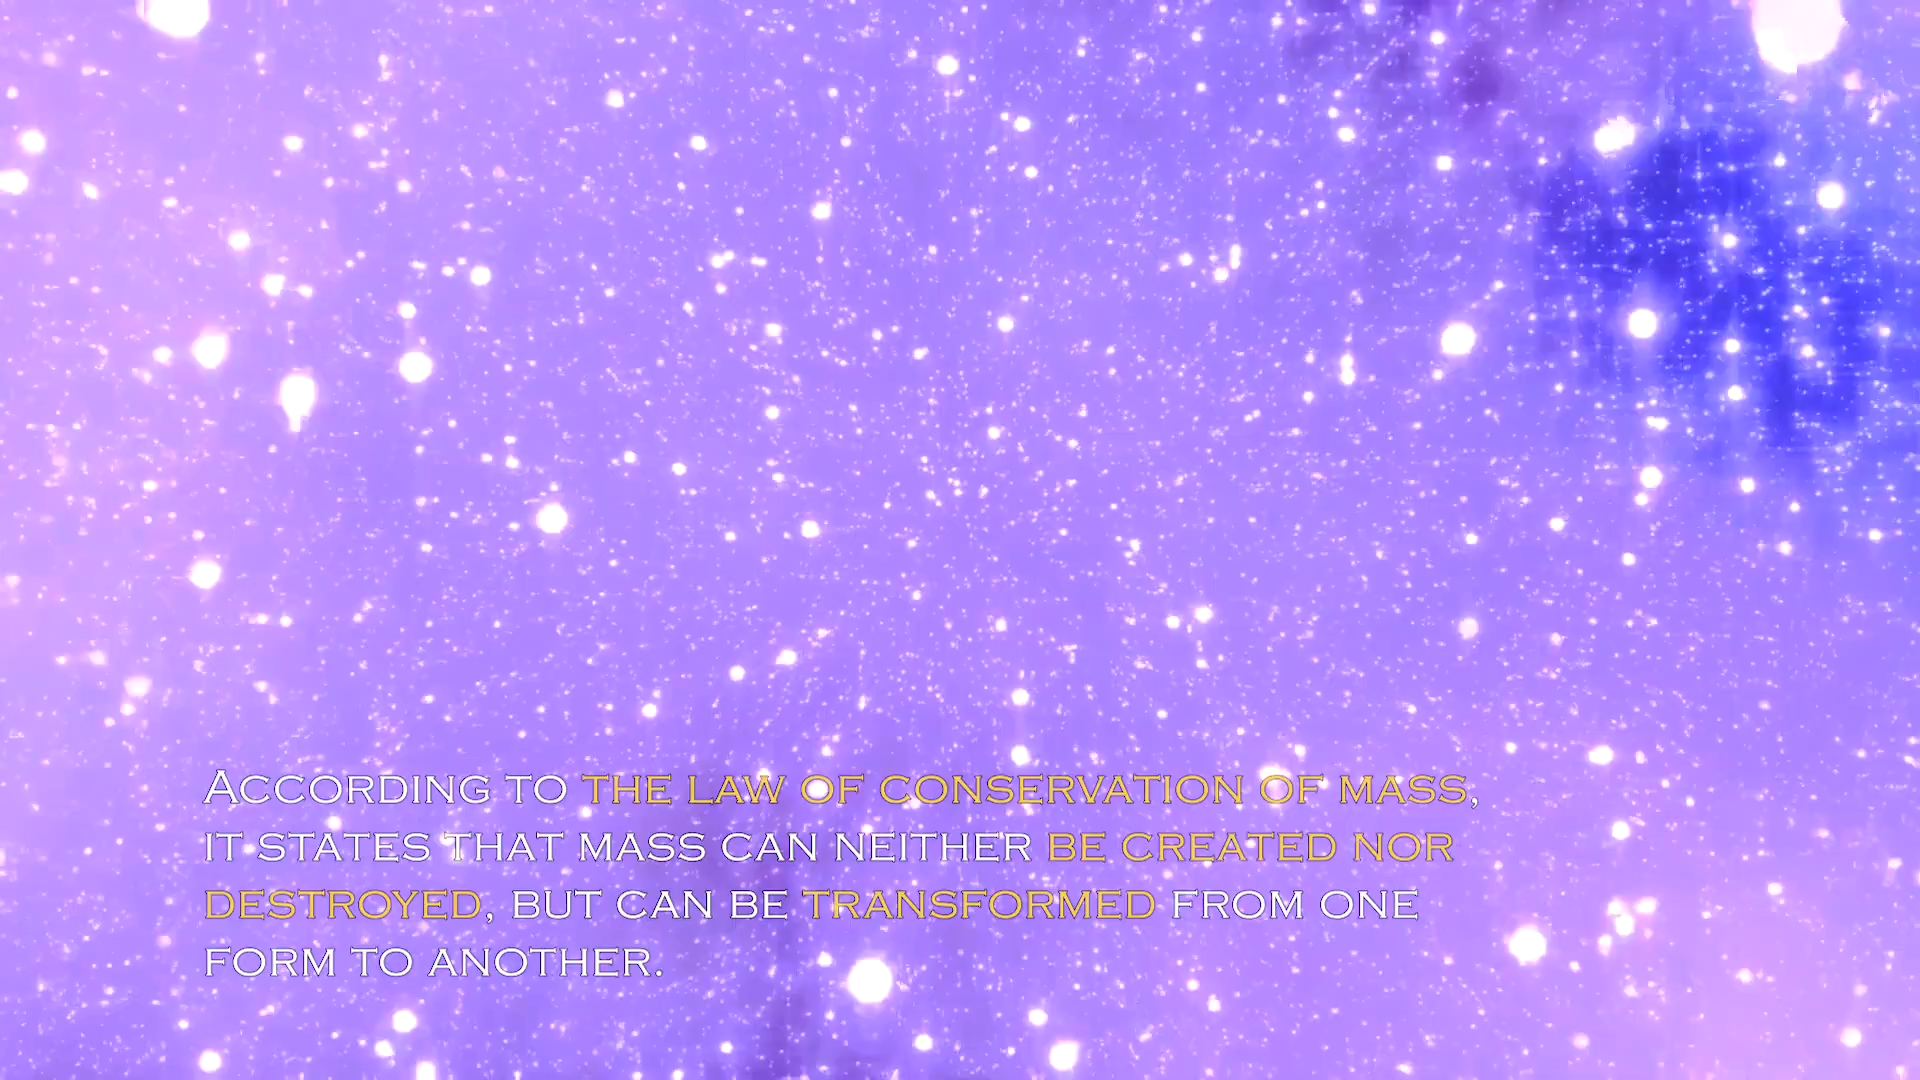 According to the law of conservation of mass,
it states that mass can neither be created nor
destroyed, but can be transformed from one
form to another.